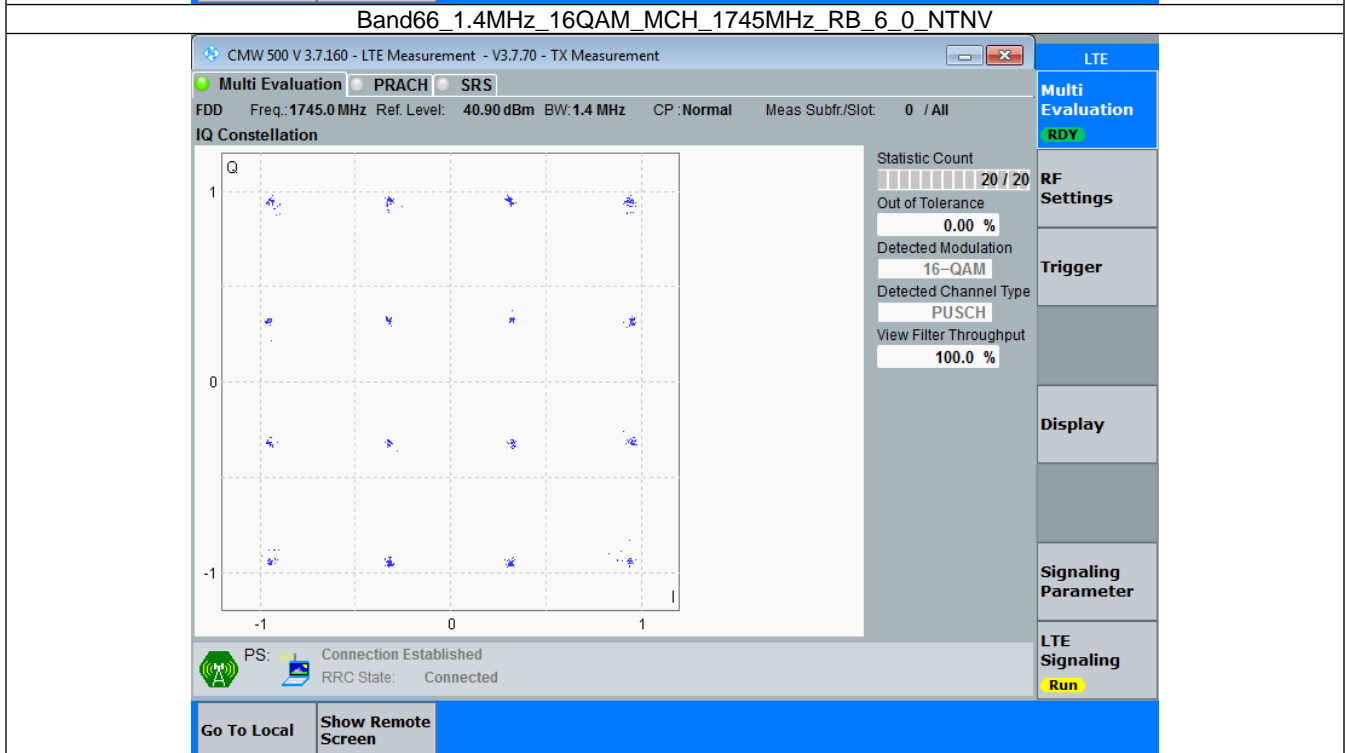 Band66_1.4MHz_16QAM_MCH_1745MHz_RB_6_0_NTNV
CMW 500 V 3.7.160 - LTE Measurement - V3.7.70 - TX Measurement
LTE
Multi Evaluation PRACH SRS
Multi
Evaluation
RDY
FDD Freq.:1745.0 MHz Ref. Level: 40.90 dBm BW:1.4 MHz CP :Normal Meas Subfr./Slot: 0 / All
IQ Constellation
Q
1
0
-1
-1 0 1
I
Statistic Count
20 / 20
Out of Tolerance
0.00 %
Detected Modulation
16-QAM
Detected Channel Type
PUSCH
View Filter Throughput
100.0 %
RF
Settings
Trigger
Display
Signaling
Parameter
LTE
Signaling
Run
PS: Connection Established
RRC State: Connected
Go To Local
Show Remote
Screen